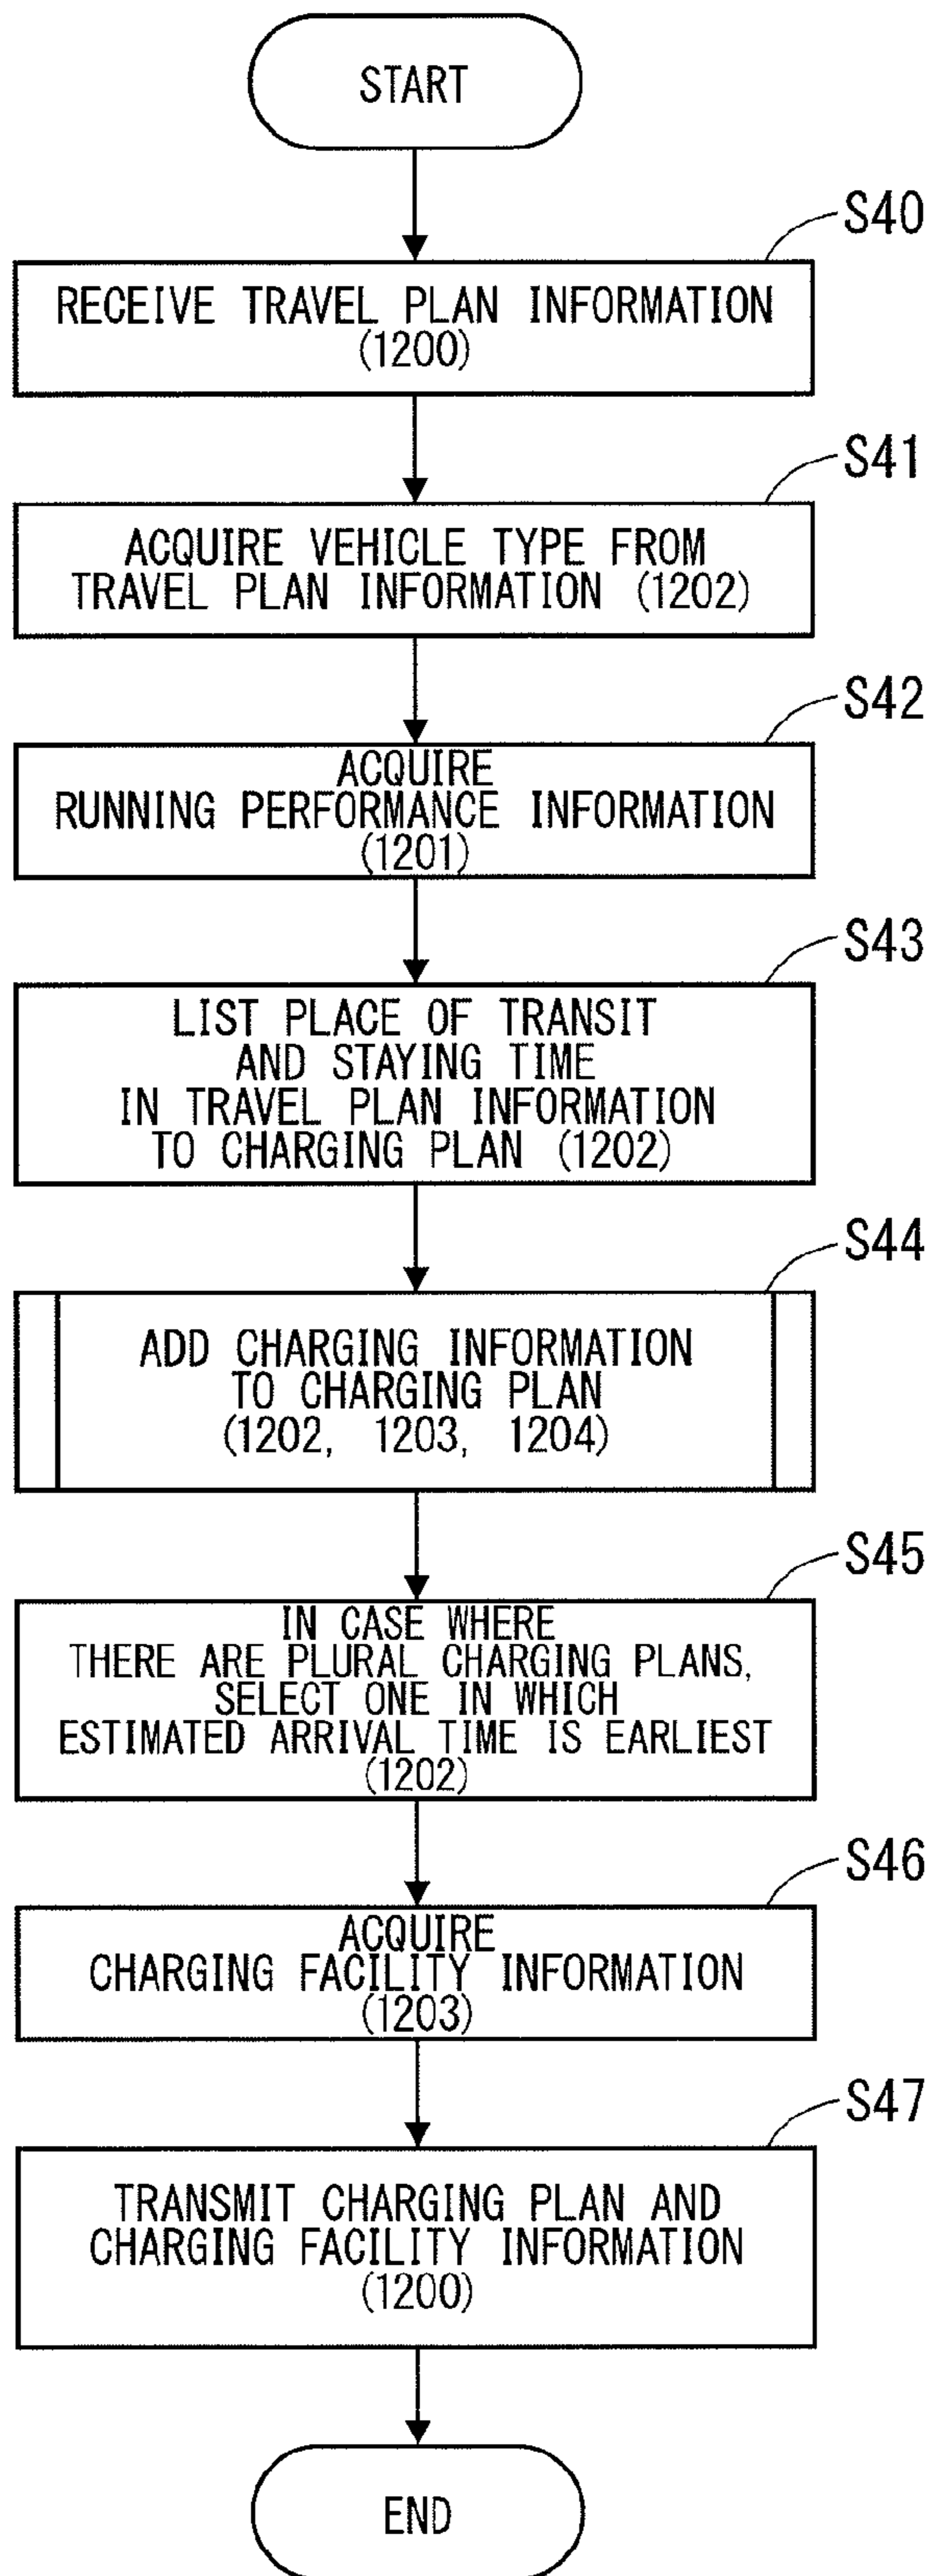 START
S40
RECEIVE TRAVEL PLAN INFORMATION
(1200)
S41
ACQUIRE VEHICLE TYPE FROM
TRAVEL PLAN INFORMATION (1202)
S42
ACQUIRE
RUNNING PERFORMANCE INFORMATION
(1201)
S43
LIST PLACE OF TRANSIT
AND STAYING TIME
IN TRAVEL PLAN INFORMATION
TO CHARGING PLAN (1202)
S44
ADD CHARGING INFORMATION
TO CHARGING PLAN
(1202, 1203, 1204)
S45
IN CASE WHERE
THERE ARE PLURAL CHARGING PLANS,
SELECT ONE IN WHICH
ESTIMATED ARRIVAL TIME IS EARLIEST
(1202)
S46
ACQUIRE
CHARGING FACILITY INFORMATION
(1203)
S47
TRANSMIT CHARGING PLAN AND
CHARGING FACILITY INFORMATION
(1200)
END